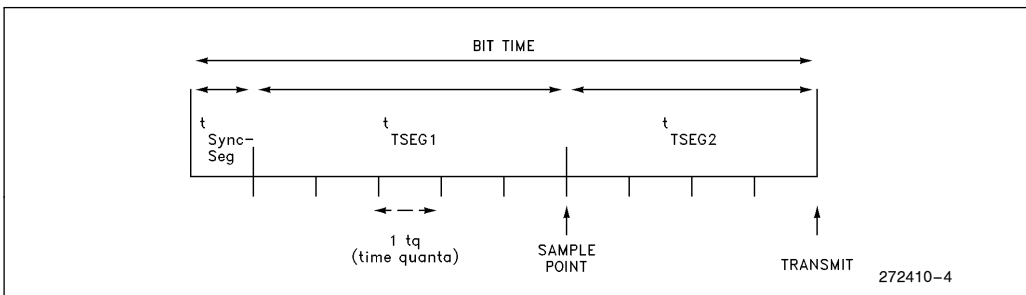 BIT TIME
t
Sync-
Seg
t
TSEG1
t
TSEG2
1 tq
(time quanta)
SAMPLE
POINT
TRANSMIT
272410-4